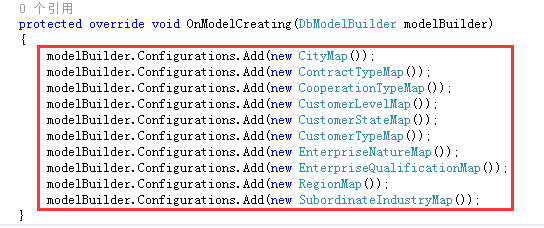 0 个引用
protected override void OnModelCreating(DbModelBuilder modelBuilder)
{
modelBuilder.Configurations.Add(new CityMap());
modelBuilder.Configurations.Add(new ContractTypeMap());
modelBuilder.Configurations.Add(new CooperationTypeMap());
modelBuilder.Configurations.Add(new CustomerLevelMap());
modelBuilder.Configurations.Add(new CustomerStateMap());
modelBuilder.Configurations.Add(new CustomerTypeMap());
modelBuilder.Configurations.Add(new EnterpriseNatureMap());
modelBuilder.Configurations.Add(new EnterpriseQualificationMap());
modelBuilder.Configurations.Add(new RegionMap());
modelBuilder.Configurations.Add(new SubordinateIndustryMap());
}